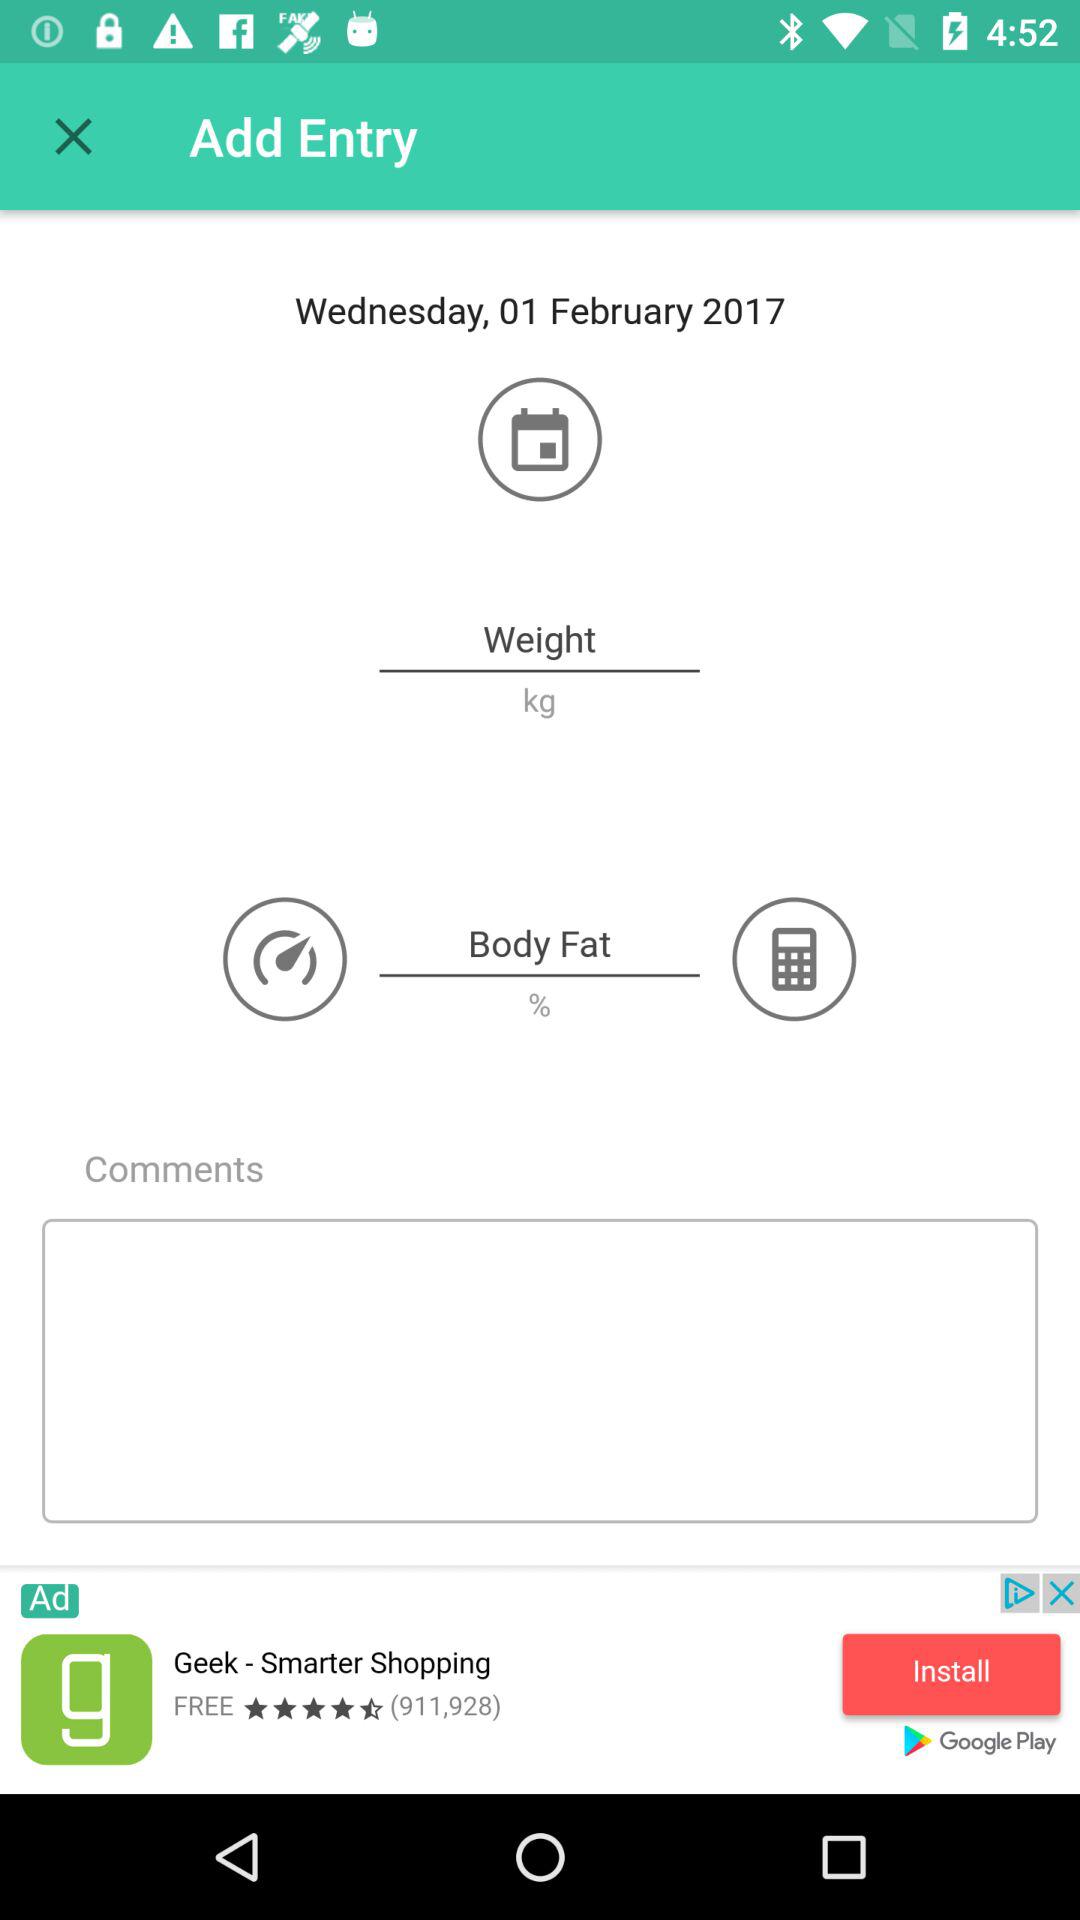 FAKE
4:52
Add Entry
Wednesday, 01 February 2017
Weight
kg
Body Fat
%
Comments
Ad
Geek - Smarter Shopping
FREE (911,928)
Install
Google Play